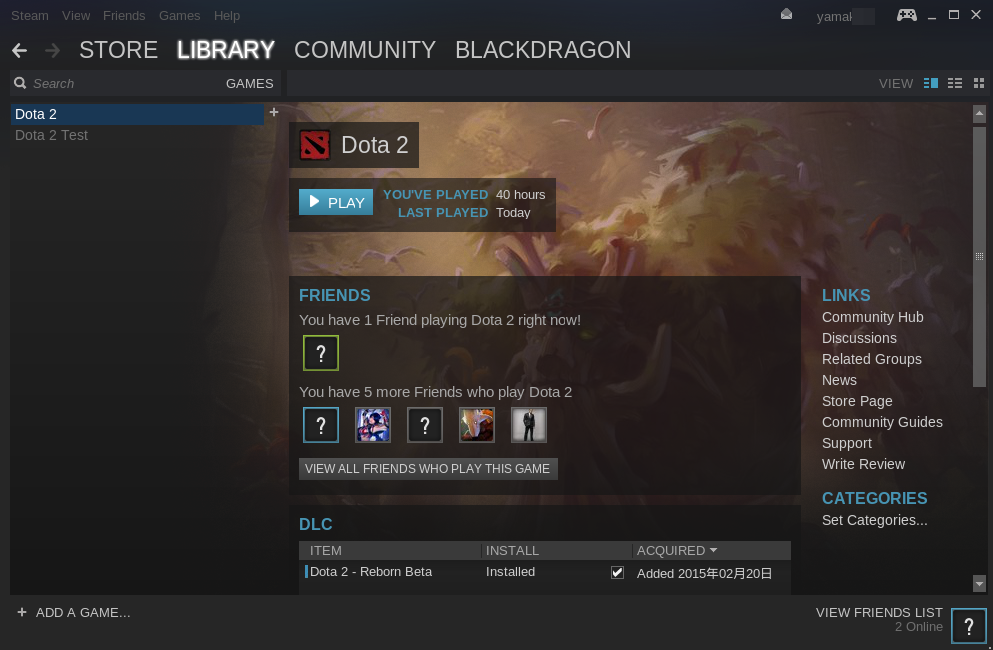 Steam View Friends Games Help
STORE LIBRARY COMMUNITY BLACKDRAGON
Search GAMES VIEW
Dota 2 +
Dota 2 Test
Dota 2
PLAY
YOU'VE PLAYED 40 hours
LAST PLAYED Today
FRIENDS
You have 1 Friend playing Dota 2 right now!
?
You have 5 more Friends who play Dota 2
? ?
VIEW ALL FRIENDS WHO PLAY THIS GAME
LINKS
Community Hub
Discussions
Related Groups
News
Store Page
Community Guides
Support
Write Review
CATEGORIES
Set Categories...
DLC
ITEM INSTALL ACQUIRED
Dota 2 - Reborn Beta Installed Added 2015年02月20日
+ ADD A GAME...
VIEW FRIENDS LIST
2 Online
?